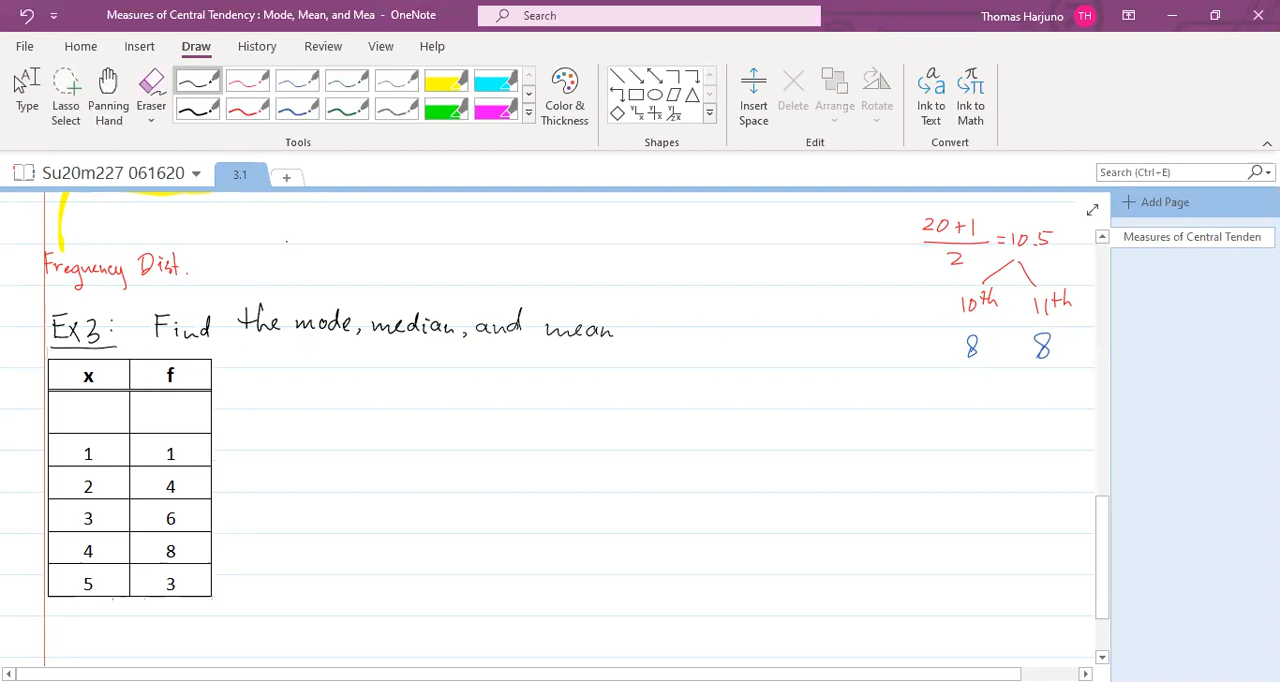 Measures of Central Tendency : Mode, Mean, and Mea - OneNote
Search
Thomas Harjuno TH
File Home Insert Draw History Review View Help
Type
Lasso Select
Panning Hand
Eraser
Color & Thickness
Insert Space
Delete
Arrange
Rotate
Ink to Text
Ink to Math
Tools
Shapes
Edit
Convert
Su20m227 061620
3.1
Search (Ctrl+E)
Add Page
Measures of Central Tenden
20+1
2
=10.5
10th 11th
8 8
Frequency Dist.
Ex3: Find the mode, median, and mean
x f
1 1
2 4
3 6
4 8
5 3